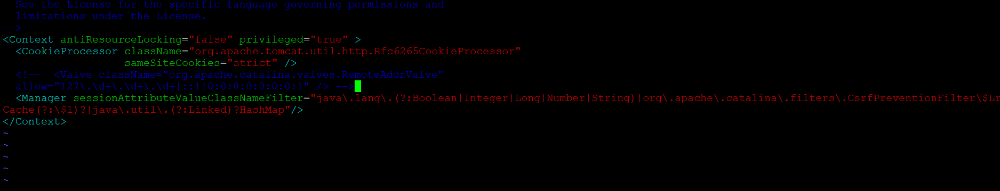 See the License for the specific language governing permissions and
limitations under the License.
-->
<Context antiResourceLocking="false" privileged="true" >
<CookieProcessor className="org.apache.tomcat.util.http.Rfc6265CookieProcessor"
sameSiteCookies="strict" />
<!--  <Valve className="org.apache.catalina.valves.RemoteAddrValve"
allow="127\.\d+\.\d+\.\d+|::1|0:0:0:0:0:0:0:1" /> -->
<Manager sessionAttributeValueClassNameFilter="java\.lang\.(?:Boolean|Integer|Long|Number|String)|org\.apache\.catalina\.filters\.CsrfPreventionFilter\$Lr
Cache(?:\$1)?|java\.util\.(?:Linked)?HashMap"/>
</Context>
~
~
~
~
~